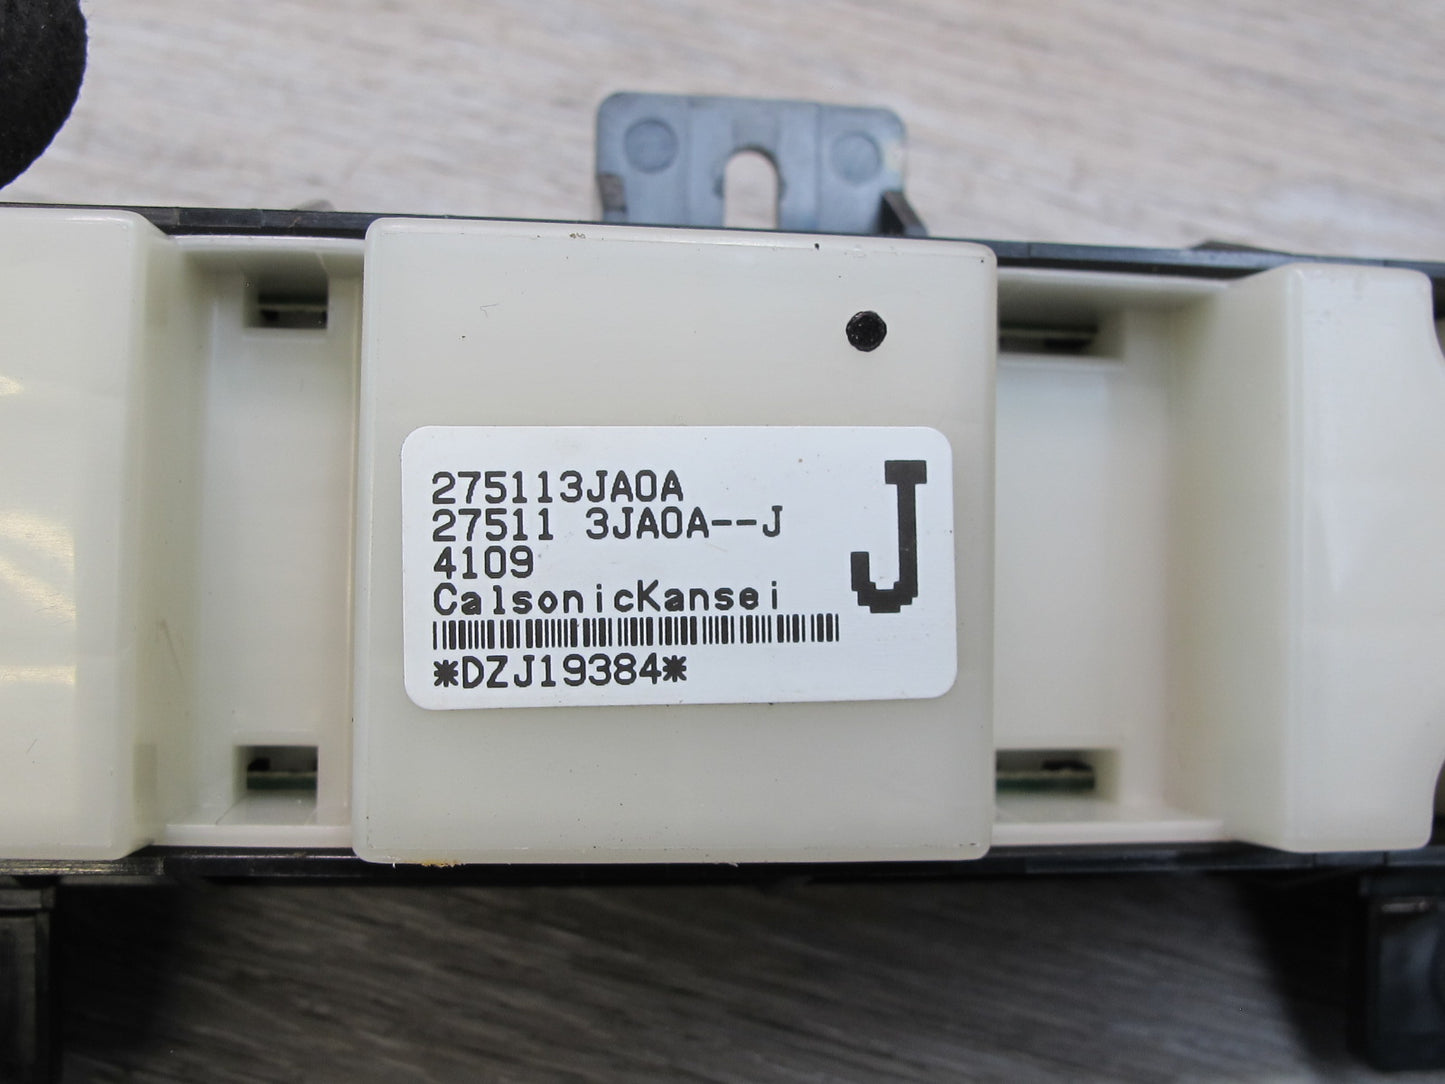 275113JA0A
27511 3JA0A--J
4109
CalsonicKansei
*DZJ19384*
J